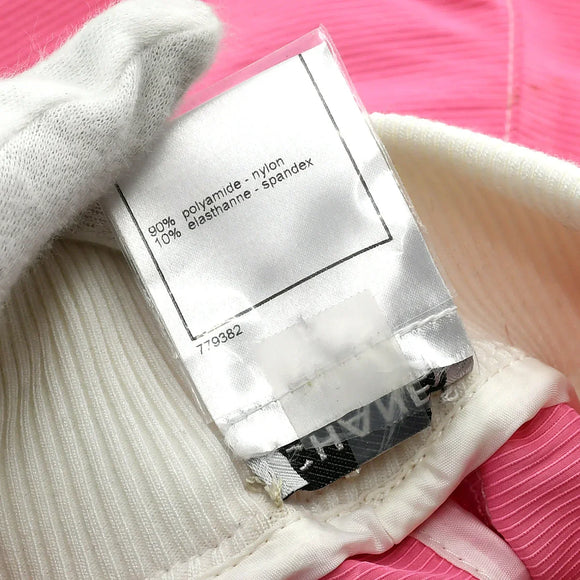 90% polyamide - nylon
10% elasthanne - spandex
779382